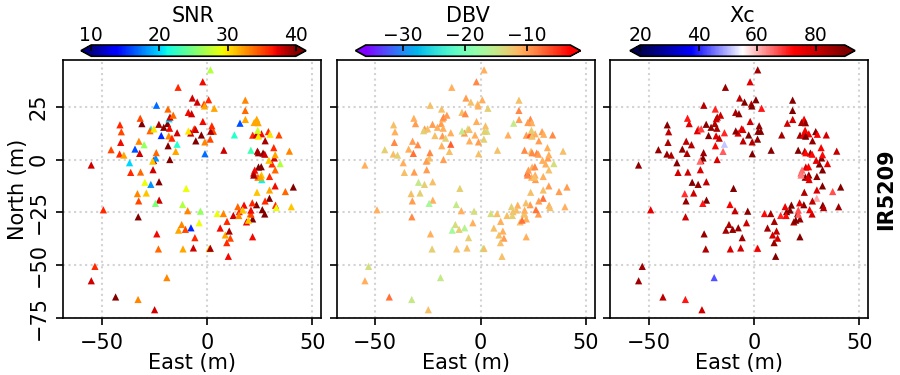 SNR DBV Xc
10 20 30 40 −30 −20 −10 20 40 60 80
25
0
−25
−50
−75
North (m)
−50 0 50 −50 0 50 −50 0 50
East (m) East (m) East (m)
IR5209